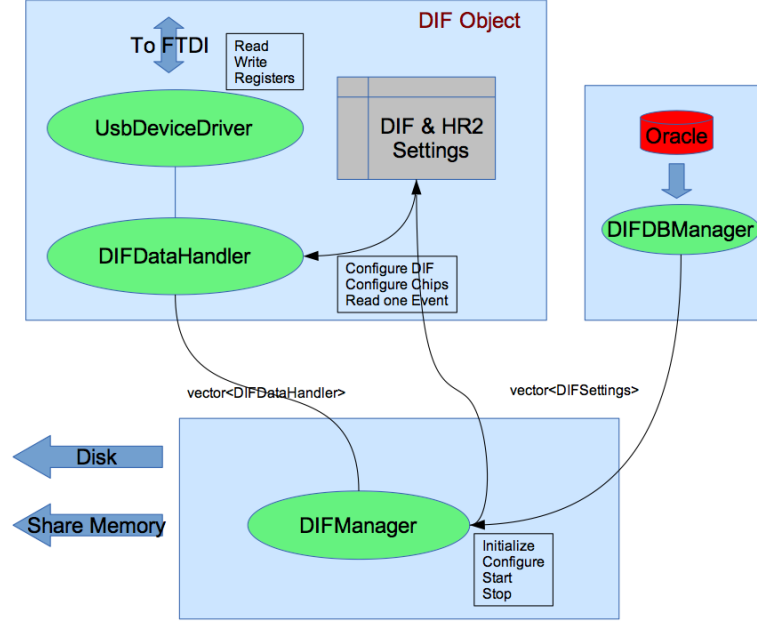 DIF Object
To FTDI
Read
Write
Registers
UsbDeviceDriver
DIF & HR2
Settings
Oracle
DIFDBManager
DIFDataHandler
Configure DIF
Configure Chips
Read one Event
vector<DIFDataHandler>
vector<DIFSettings>
Disk
Share Memory
DIFManager
Initialize
Configure
Start
Stop